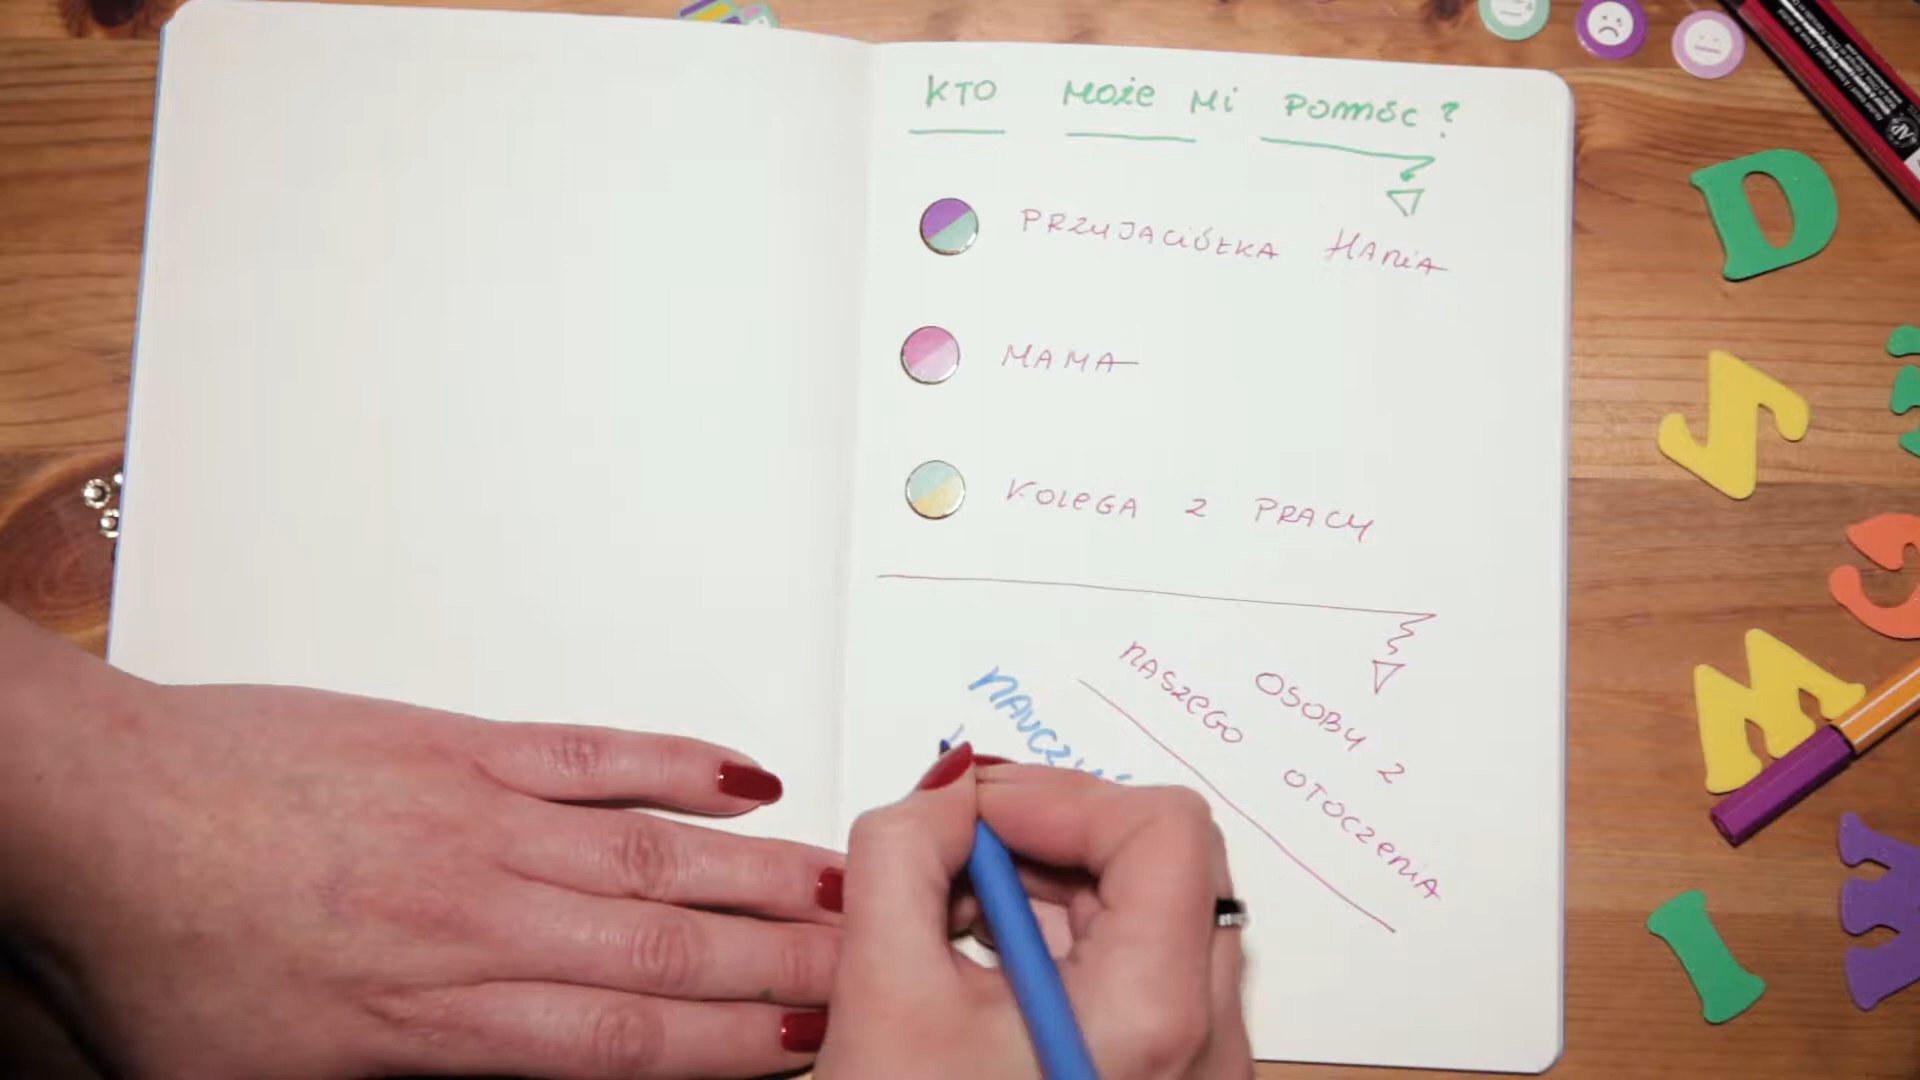 KTO MOŻE MI POMÓC?
PRZYJACIÓŁKA HANIA
MAMA
KOLEGA Z PRACY
OSOBY Z
NASZEGO OTOCZENIA